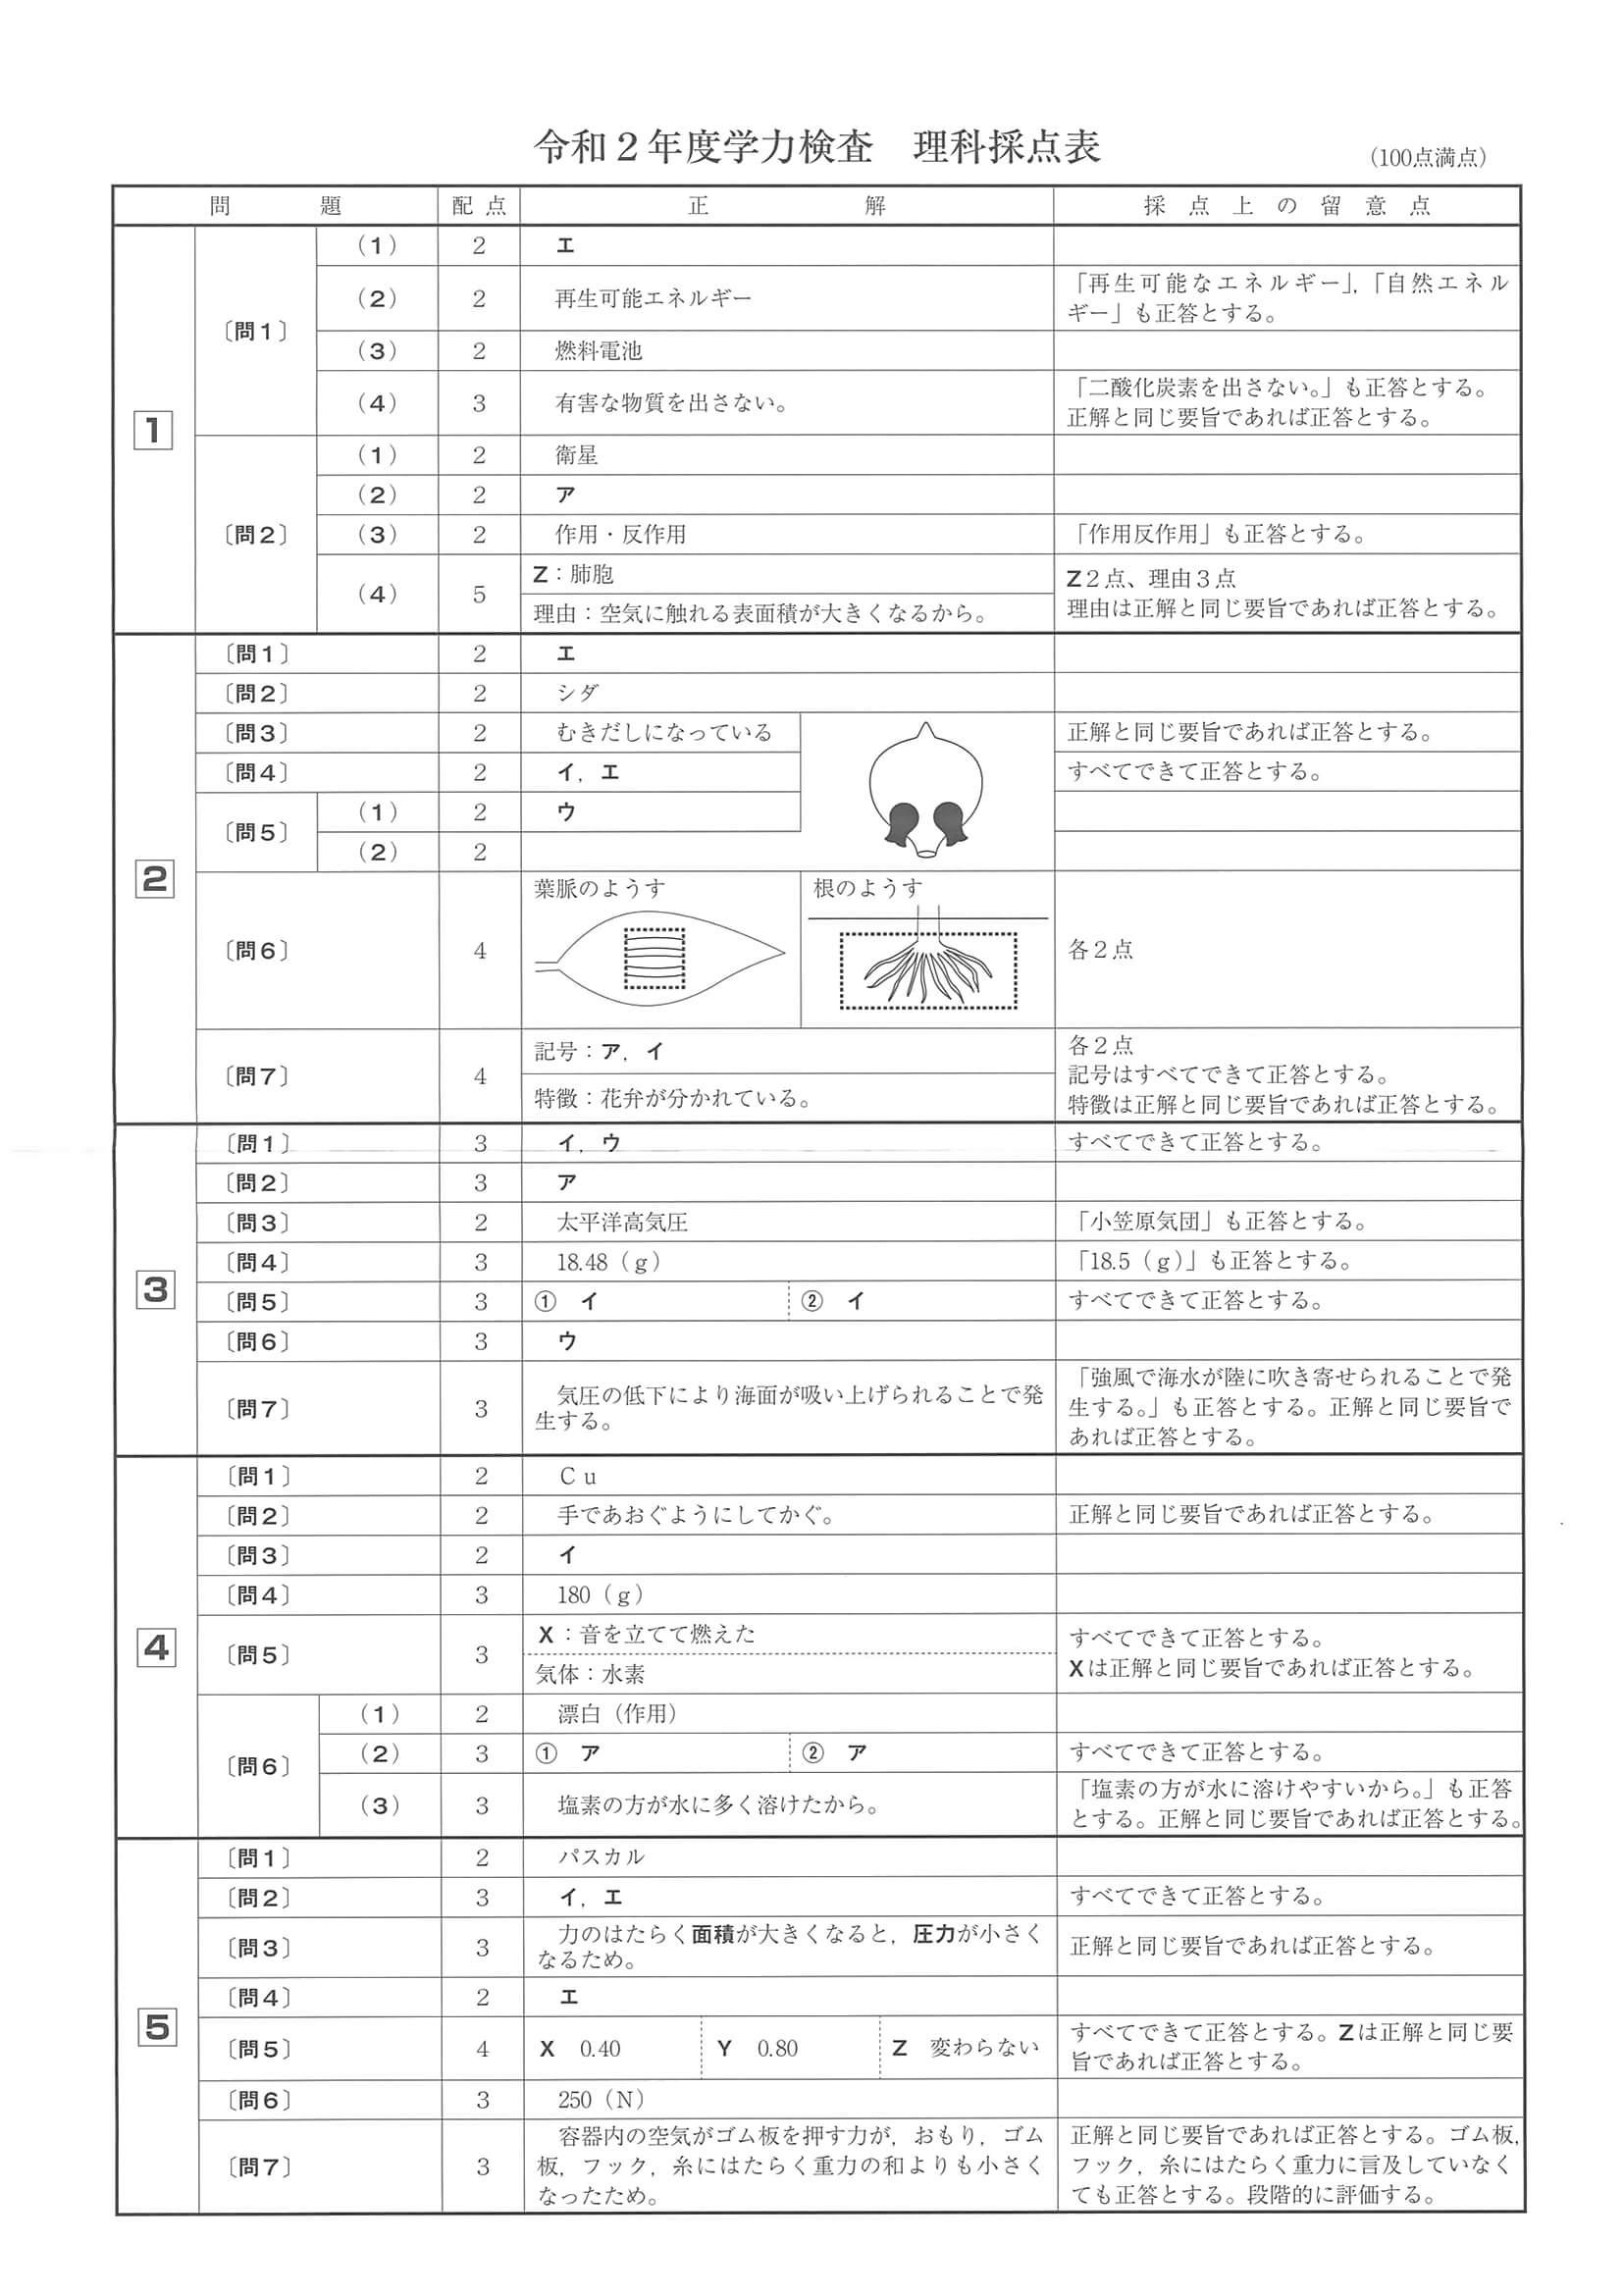 令和２年度学力検査　理科採点表
（100点満点）
問　題　配点　正　解　採点上の留意点
1
〔問１〕
（1）　2　エ
（2）　2　再生可能エネルギー　「再生可能なエネルギー」，「自然エネル
ギー」も正答とする。
（3）　2　燃料電池
（4）　3　有害な物質を出さない。　「二酸化炭素を出さない。」も正答とする。
正解と同じ要旨であれば正答とする。
〔問２〕
（1）　2　衛星
（2）　2　ア
（3）　2　作用・反作用　「作用反作用」も正答とする。
（4）　5　Z：肺胞
理由：空気に触れる表面積が大きくなるから。
Z２点、理由３点
理由は正解と同じ要旨であれば正答とする。
2
〔問１〕　2　エ
〔問２〕　2　シダ
〔問３〕　2　むきだしになっている　正解と同じ要旨であれば正答とする。
〔問４〕　2　イ，エ　すべてできて正答とする。
〔問５〕
（1）　2　ウ
（2）　2
〔問６〕　4　葉脈のようす　根のようす　各２点
〔問７〕　4　記号：ア，イ
特徴：花弁が分かれている。
各２点
記号はすべてできて正答とする。
特徴は正解と同じ要旨であれば正答とする。
3
〔問１〕　3　イ，ウ　すべてできて正答とする。
〔問２〕　3　ア
〔問３〕　2　太平洋高気圧　「小笠原気団」も正答とする。
〔問４〕　3　18.48（ｇ）　「18.5（ｇ）」も正答とする。
〔問５〕　3　①　イ　②　イ　すべてできて正答とする。
〔問６〕　3　ウ
〔問７〕　3　気圧の低下により海面が吸い上げられることで発
生する。
「強風で海水が陸に吹き寄せられることで発
生する。」も正答とする。正解と同じ要旨で
あれば正答とする。
4
〔問１〕　2　Ｃｕ
〔問２〕　2　手であおぐようにしてかぐ。　正解と同じ要旨であれば正答とする。
〔問３〕　2　イ
〔問４〕　3　180（ｇ）
〔問５〕　3　X：音を立てて燃えた
気体：水素
すべてできて正答とする。
Xは正解と同じ要旨であれば正答とする。
〔問６〕
（1）　2　漂白（作用）
（2）　3　①　ア　②　ア　すべてできて正答とする。
（3）　3　塩素の方が水に多く溶けたから。　「塩素の方が水に溶けやすいから。」も正答
とする。正解と同じ要旨であれば正答とする。
5
〔問１〕　2　パスカル
〔問２〕　3　イ，エ　すべてできて正答とする。
〔問３〕　3　力のはたらく面積が大きくなると，圧力が小さく
なるため。
正解と同じ要旨であれば正答とする。
〔問４〕　2　エ
〔問５〕　4　X　0.40　Y　0.80　Z　変わらない　すべてできて正答とする。Zは正解と同じ要
旨であれば正答とする。
〔問６〕　3　250（Ｎ）
〔問７〕　3　容器内の空気がゴム板を押す力が，おもり，ゴム
板，フック，糸にはたらく重力の和よりも小さく
なったため。
正解と同じ要旨であれば正答とする。ゴム板，
フック，糸にはたらく重力に言及していなく
ても正答とする。段階的に評価する。